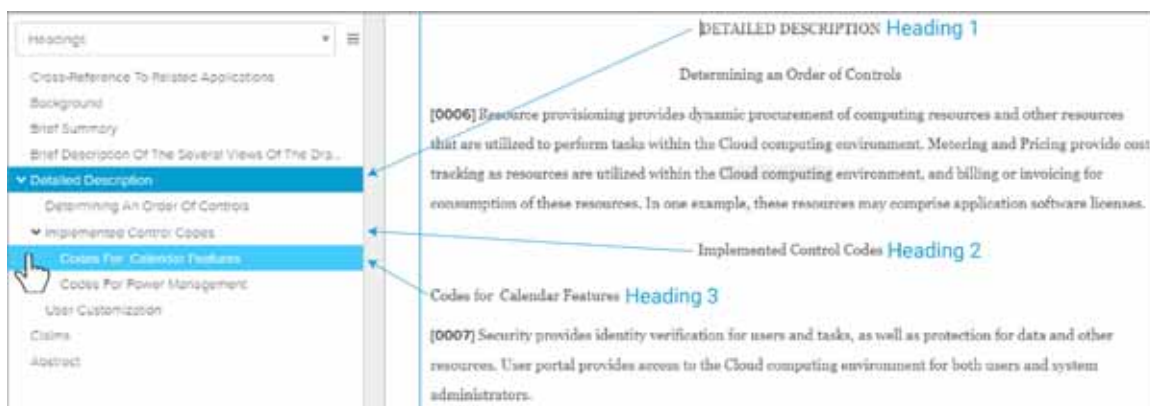 Headings
Cross-Reference To Related Applications
Background
Brief Summary
Brief Description Of The Several Views Of The Dra...
Detailed Description
Determining An Order Of Controls
Implemented Control Codes
Codes For Calendar Features
Codes For Power Management
User Customization
Claims
Abstract
DETAILED DESCRIPTION Heading 1
Determining an Order of Controls
[0006] Resource provisioning provides dynamic procurement of computing resources and other resources
that are utilized to perform tasks within the Cloud computing environment. Metering and Pricing provide cost
tracking as resources are utilized within the Cloud computing environment, and billing or invoicing for
consumption of these resources. In one example, these resources may comprise application software licenses.
Implemented Control Codes Heading 2
Codes for Calendar Features Heading 3
[0007] Security provides identity verification for users and tasks, as well as protection for data and other
resources. User portal provides access to the Cloud computing environment for both users and system
administrators.